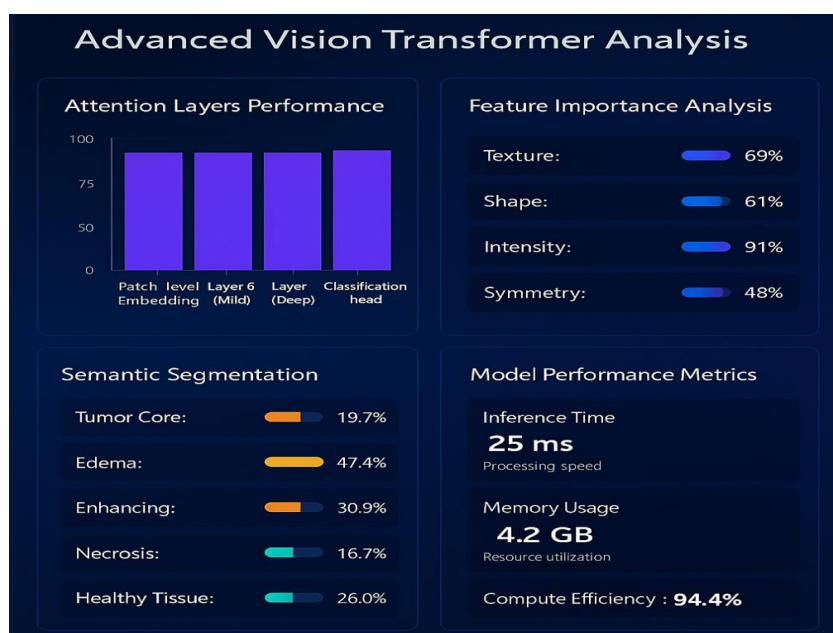 Advanced Vision Transformer Analysis
Attention Layers Performance
100
75
50
0
Patch level Embedding
Layer 6 (Mild)
Layer (Deep)
Classification head
Feature Importance Analysis
Texture: 69%
Shape: 61%
Intensity: 91%
Symmetry: 48%
Semantic Segmentation
Tumor Core: 19.7%
Edema: 47.4%
Enhancing: 30.9%
Necrosis: 16.7%
Healthy Tissue: 26.0%
Model Performance Metrics
Inference Time
25 ms
Processing speed
Memory Usage
4.2 GB
Resource utilization
Compute Efficiency : 94.4%